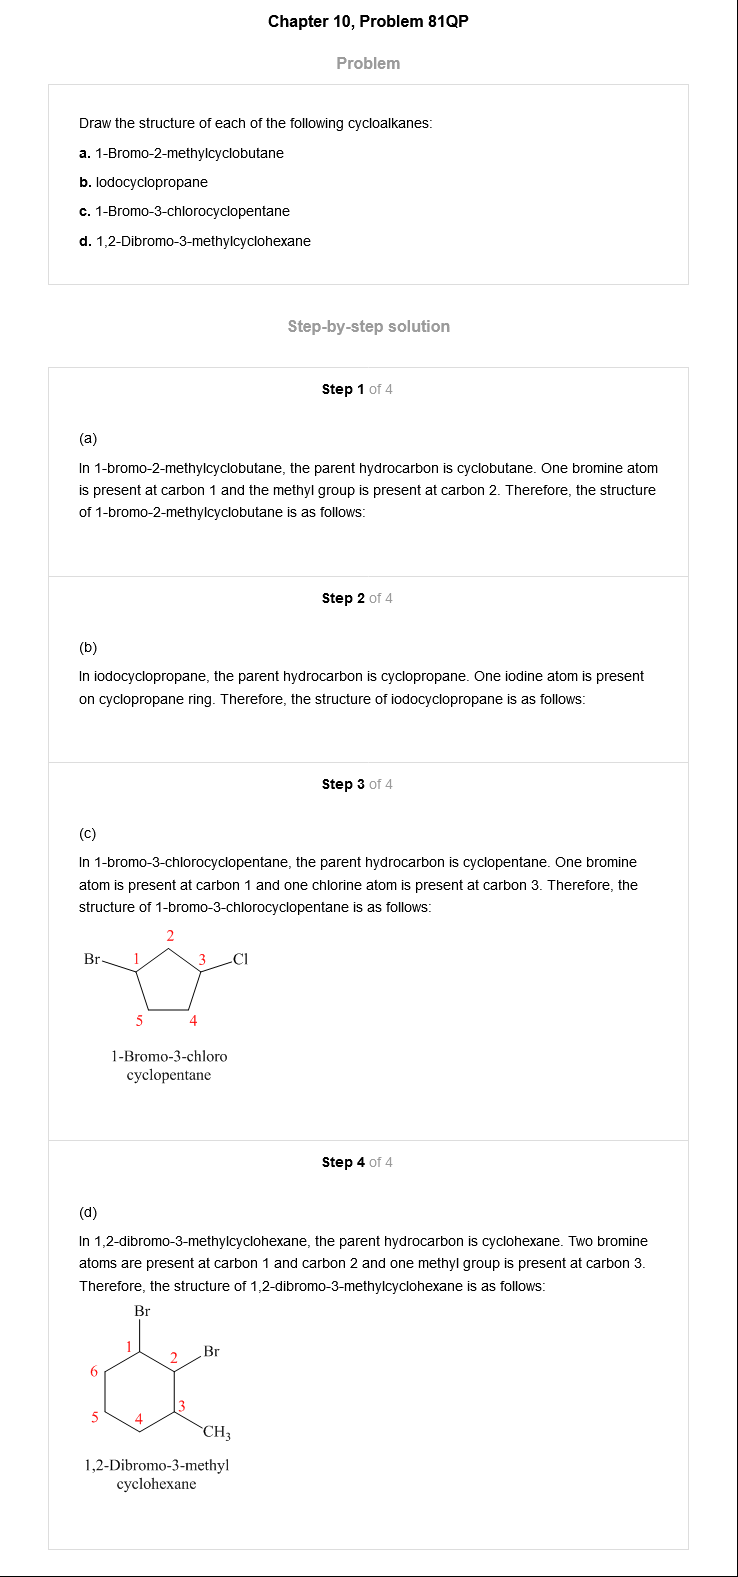 Chapter 10, Problem 81QP
Problem
Draw the structure of each of the following cycloalkanes:
a. 1-Bromo-2-methylcyclobutane
b. Iodocyclopropane
c. 1-Bromo-3-chlorocyclopentane
d. 1,2-Dibromo-3-methylcyclohexane
Step-by-step solution
Step 1 of 4
(a)
In 1-bromo-2-methylcyclobutane, the parent hydrocarbon is cyclobutane. One bromine atom
is present at carbon 1 and the methyl group is present at carbon 2. Therefore, the structure
of 1-bromo-2-methylcyclobutane is as follows:
Step 2 of 4
(b)
In iodocyclopropane, the parent hydrocarbon is cyclopropane. One iodine atom is present
on cyclopropane ring. Therefore, the structure of iodocyclopropane is as follows:
Step 3 of 4
(c)
In 1-bromo-3-chlorocyclopentane, the parent hydrocarbon is cyclopentane. One bromine
atom is present at carbon 1 and one chlorine atom is present at carbon 3. Therefore, the
structure of 1-bromo-3-chlorocyclopentane is as follows:
2
Br 1 3 Cl
5 4
1-Bromo-3-chloro
cyclopentane
Step 4 of 4
(d)
In 1,2-dibromo-3-methylcyclohexane, the parent hydrocarbon is cyclohexane. Two bromine
atoms are present at carbon 1 and carbon 2 and one methyl group is present at carbon 3.
Therefore, the structure of 1,2-dibromo-3-methylcyclohexane is as follows:
Br
1
2 Br
6
3
5 4
CH3
1,2-Dibromo-3-methyl
cyclohexane